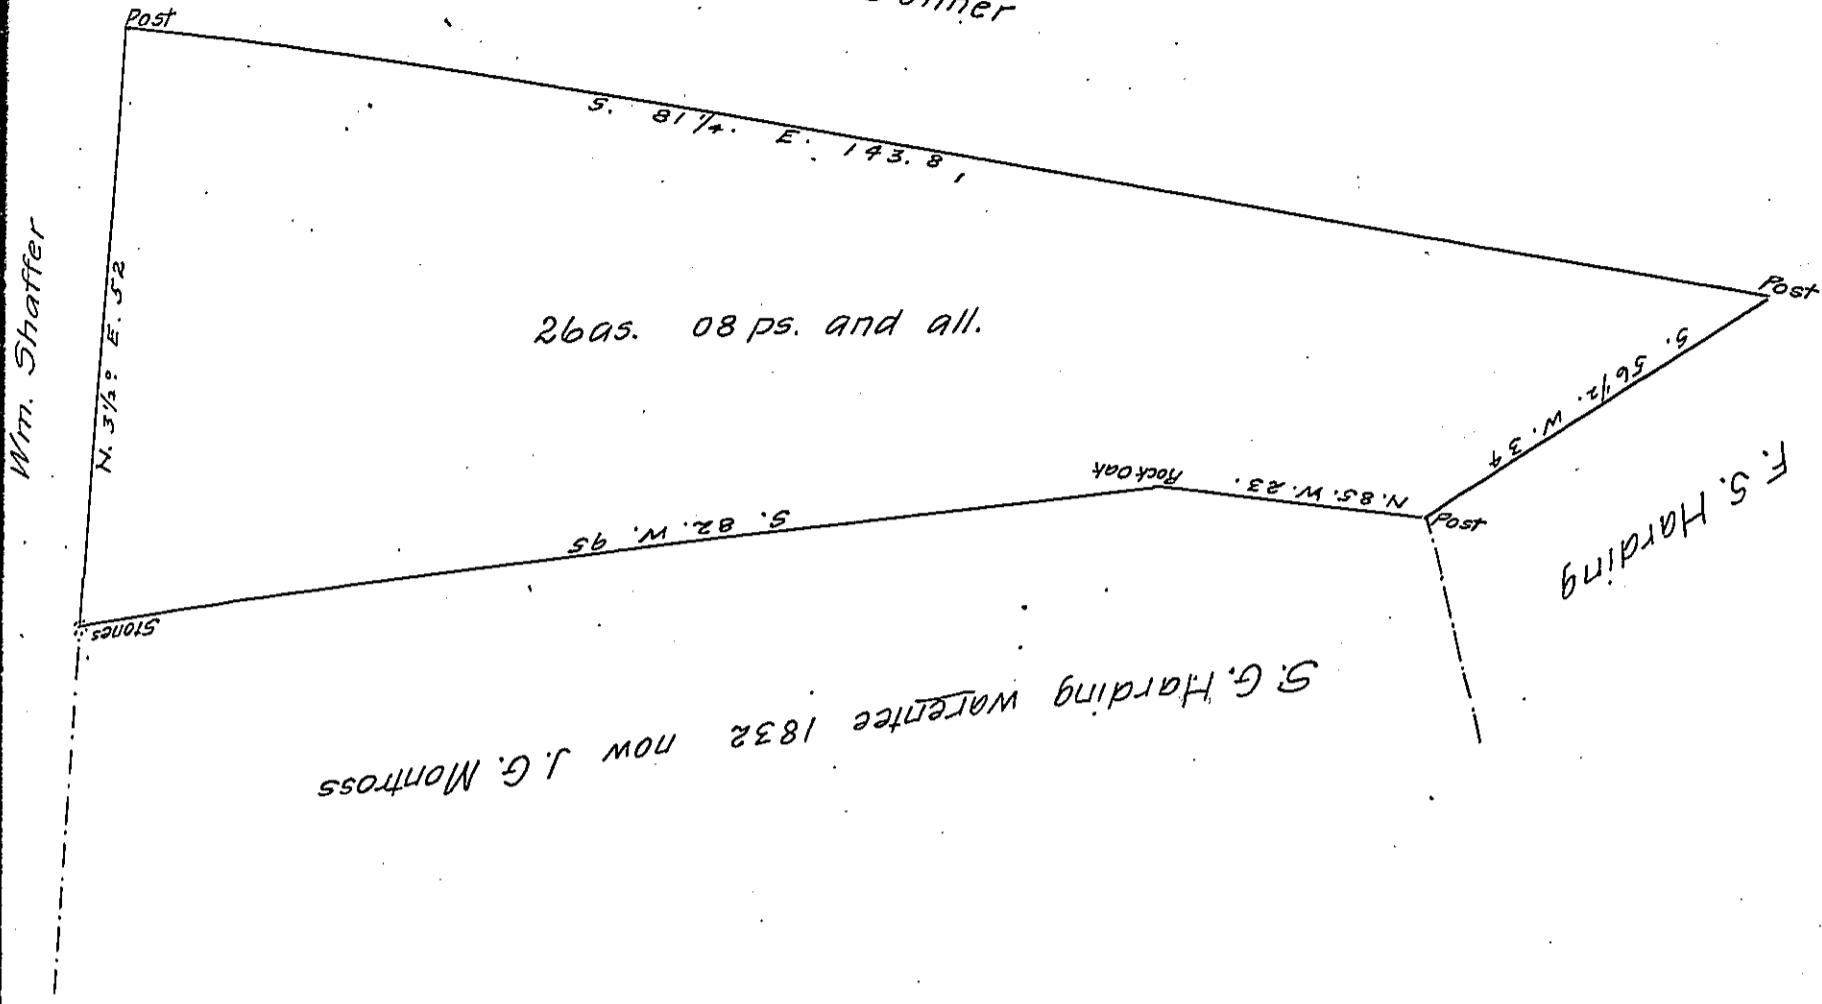 Post
S. 81 1/4. E. 143.8
Post
Wm. Shaffer
N. 3 1/2° E. 52
26as. 08 ps. and all.
S. 56 1/2. W. 34
F. S. Harding
Rock Oak
N. 85. W. 23.
Post
S. 82. W. 95
Stones
S. G. Harding warentee 1832 now J. G. Montross